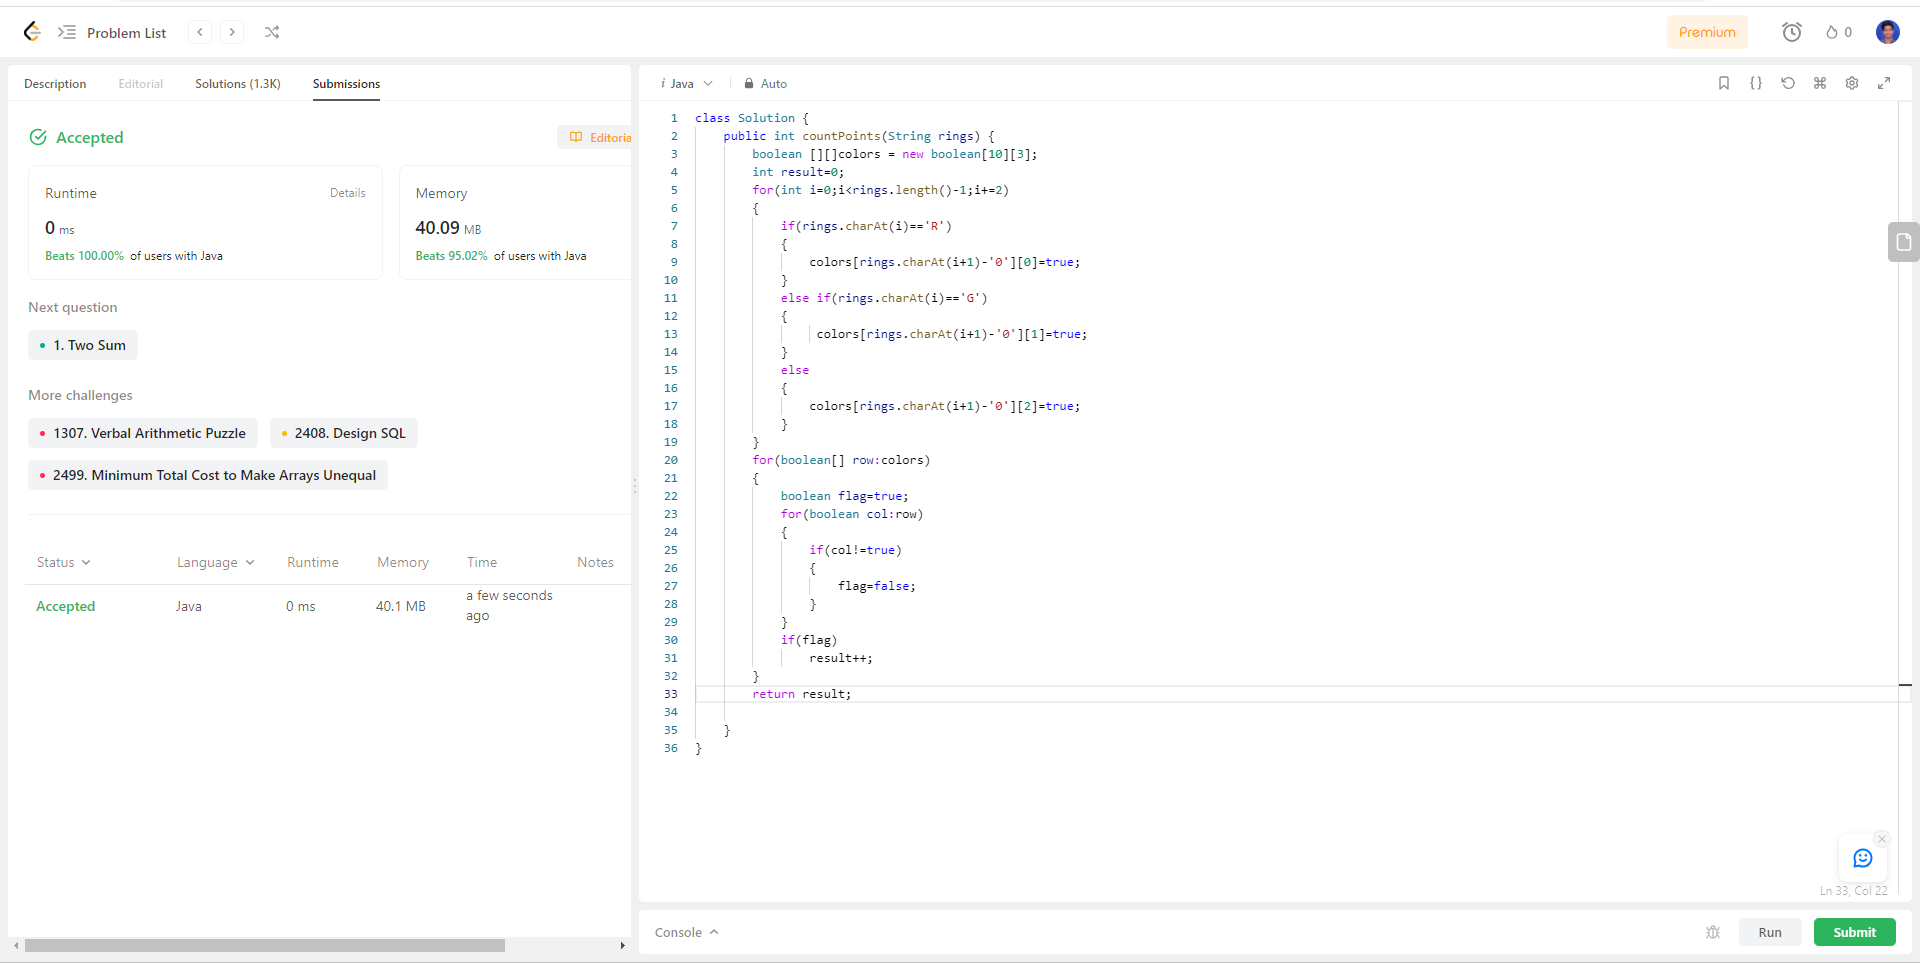 Problem List
Premium
0
Description Editorial Solutions (1.3K) Submissions
Accepted
Editoria
Runtime Details
0 ms
Beats 100.00% of users with Java
Memory
40.09 MB
Beats 95.02% of users with Java
Next question
1. Two Sum
More challenges
1307. Verbal Arithmetic Puzzle
2408. Design SQL
2499. Minimum Total Cost to Make Arrays Unequal
Status Language Runtime Memory Time Notes
Accepted Java 0 ms 40.1 MB a few seconds
ago
i Java Auto
1 class Solution {
2     public int countPoints(String rings) {
3         boolean [][]colors = new boolean[10][3];
4         int result=0;
5         for(int i=0;i<rings.length()-1;i+=2)
6         {
7             if(rings.charAt(i)=='R')
8             {
9                 colors[rings.charAt(i+1)-'0'][0]=true;
10             }
11             else if(rings.charAt(i)=='G')
12             {
13                  colors[rings.charAt(i+1)-'0'][1]=true;
14             }
15             else
16             {
17                 colors[rings.charAt(i+1)-'0'][2]=true;
18             }
19         }
20         for(boolean[] row:colors)
21         {
22             boolean flag=true;
23             for(boolean col:row)
24             {
25                 if(col!=true)
26                 {
27                     flag=false;
28                 }
29             }
30             if(flag)
31                 result++;
32         }
33         return result;
34
35     }
36 }
Ln 33, Col 22
Console Run Submit